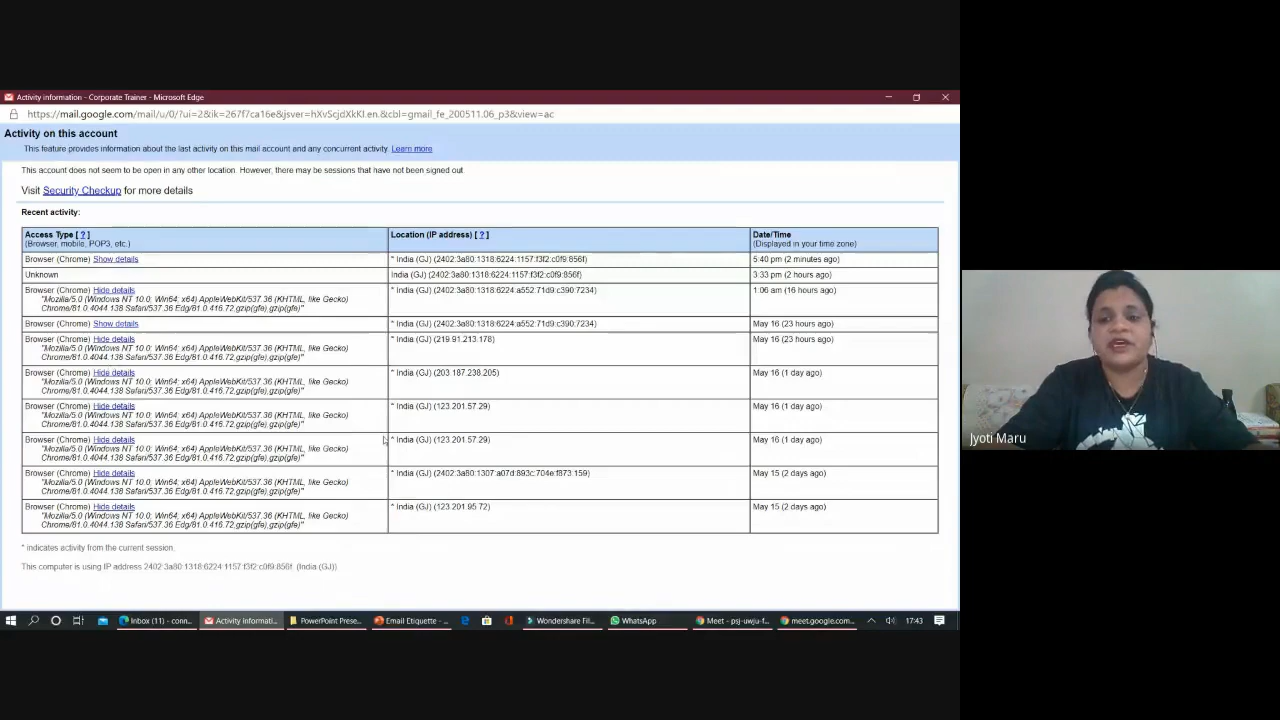 Activity information - Corporate Trainer - Microsoft Edge
https://mail.google.com/mail/u/0/?ui=2&ik=267f7ca16e&jsver=hXvScjdXkKI.en.&cbl=gmail_fe_200511.06_p3&view=ac
Activity on this account
This feature provides information about the last activity on this mail account and any concurrent activity. Learn more
This account does not seem to be open in any other location. However, there may be sessions that have not been signed out.
Visit Security Checkup for more details
Recent activity:
Access Type [ ? ] Location (IP address) [ ? ] Date/Time
(Browser, mobile, POP3, etc.) (Displayed in your time zone)
Browser (Chrome) Show details * India (GJ) (2402:3a80:1318:6224:1157:f3f2:c0f9:856f) 5:40 pm (2 minutes ago)
Unknown India (GJ) (2402:3a80:1318:6224:1157:f3f2:c0f9:856f) 3:33 pm (2 hours ago)
Browser (Chrome) Hide details * India (GJ) (2402:3a80:1318:6224:a552:71d9:c390:7234) 1:06 am (16 hours ago)
"Mozilla/5.0 (Windows NT 10.0; Win64; x64) AppleWebKit/537.36 (KHTML, like Gecko)
Chrome/81.0.4044.138 Safari/537.36 Edg/81.0.416.72,gzip(gfe),gzip(gfe)"
Browser (Chrome) Show details * India (GJ) (2402:3a80:1318:6224:a552:71d9:c390:7234) May 16 (23 hours ago)
Browser (Chrome) Hide details * India (GJ) (219.91.213.178) May 16 (23 hours ago)
"Mozilla/5.0 (Windows NT 10.0; Win64; x64) AppleWebKit/537.36 (KHTML, like Gecko)
Chrome/81.0.4044.138 Safari/537.36 Edg/81.0.416.72,gzip(gfe),gzip(gfe)"
Browser (Chrome) Hide details * India (GJ) (203.187.238.205) May 16 (1 day ago)
"Mozilla/5.0 (Windows NT 10.0; Win64; x64) AppleWebKit/537.36 (KHTML, like Gecko)
Chrome/81.0.4044.138 Safari/537.36 Edg/81.0.416.72,gzip(gfe),gzip(gfe)"
Browser (Chrome) Hide details * India (GJ) (123.201.57.29) May 16 (1 day ago)
"Mozilla/5.0 (Windows NT 10.0; Win64; x64) AppleWebKit/537.36 (KHTML, like Gecko)
Chrome/81.0.4044.138 Safari/537.36 Edg/81.0.416.72,gzip(gfe),gzip(gfe)"
Browser (Chrome) Hide details * India (GJ) (123.201.57.29) May 16 (1 day ago)
"Mozilla/5.0 (Windows NT 10.0; Win64; x64) AppleWebKit/537.36 (KHTML, like Gecko)
Chrome/81.0.4044.138 Safari/537.36 Edg/81.0.416.72,gzip(gfe),gzip(gfe)"
Browser (Chrome) Hide details * India (GJ) (2402:3a80:1307:a07d:893c:704e:f873:159) May 15 (2 days ago)
"Mozilla/5.0 (Windows NT 10.0; Win64; x64) AppleWebKit/537.36 (KHTML, like Gecko)
Chrome/81.0.4044.138 Safari/537.36 Edg/81.0.416.72,gzip(gfe),gzip(gfe)"
Browser (Chrome) Hide details * India (GJ) (123.201.95.72) May 15 (2 days ago)
"Mozilla/5.0 (Windows NT 10.0; Win64; x64) AppleWebKit/537.36 (KHTML, like Gecko)
Chrome/81.0.4044.138 Safari/537.36 Edg/81.0.416.72,gzip(gfe),gzip(gfe)"
* indicates activity from the current session.
This computer is using IP address 2402:3a80:1318:6224:1157:f3f2:c0f9:856f. (India (GJ))
Jyoti Maru
Inbox (11) - conn... Activity informati... PowerPoint Prese... Email Etiquette - ... Wondershare Fil... WhatsApp Meet - psj-uwju-f... meet.google.com... 17:43